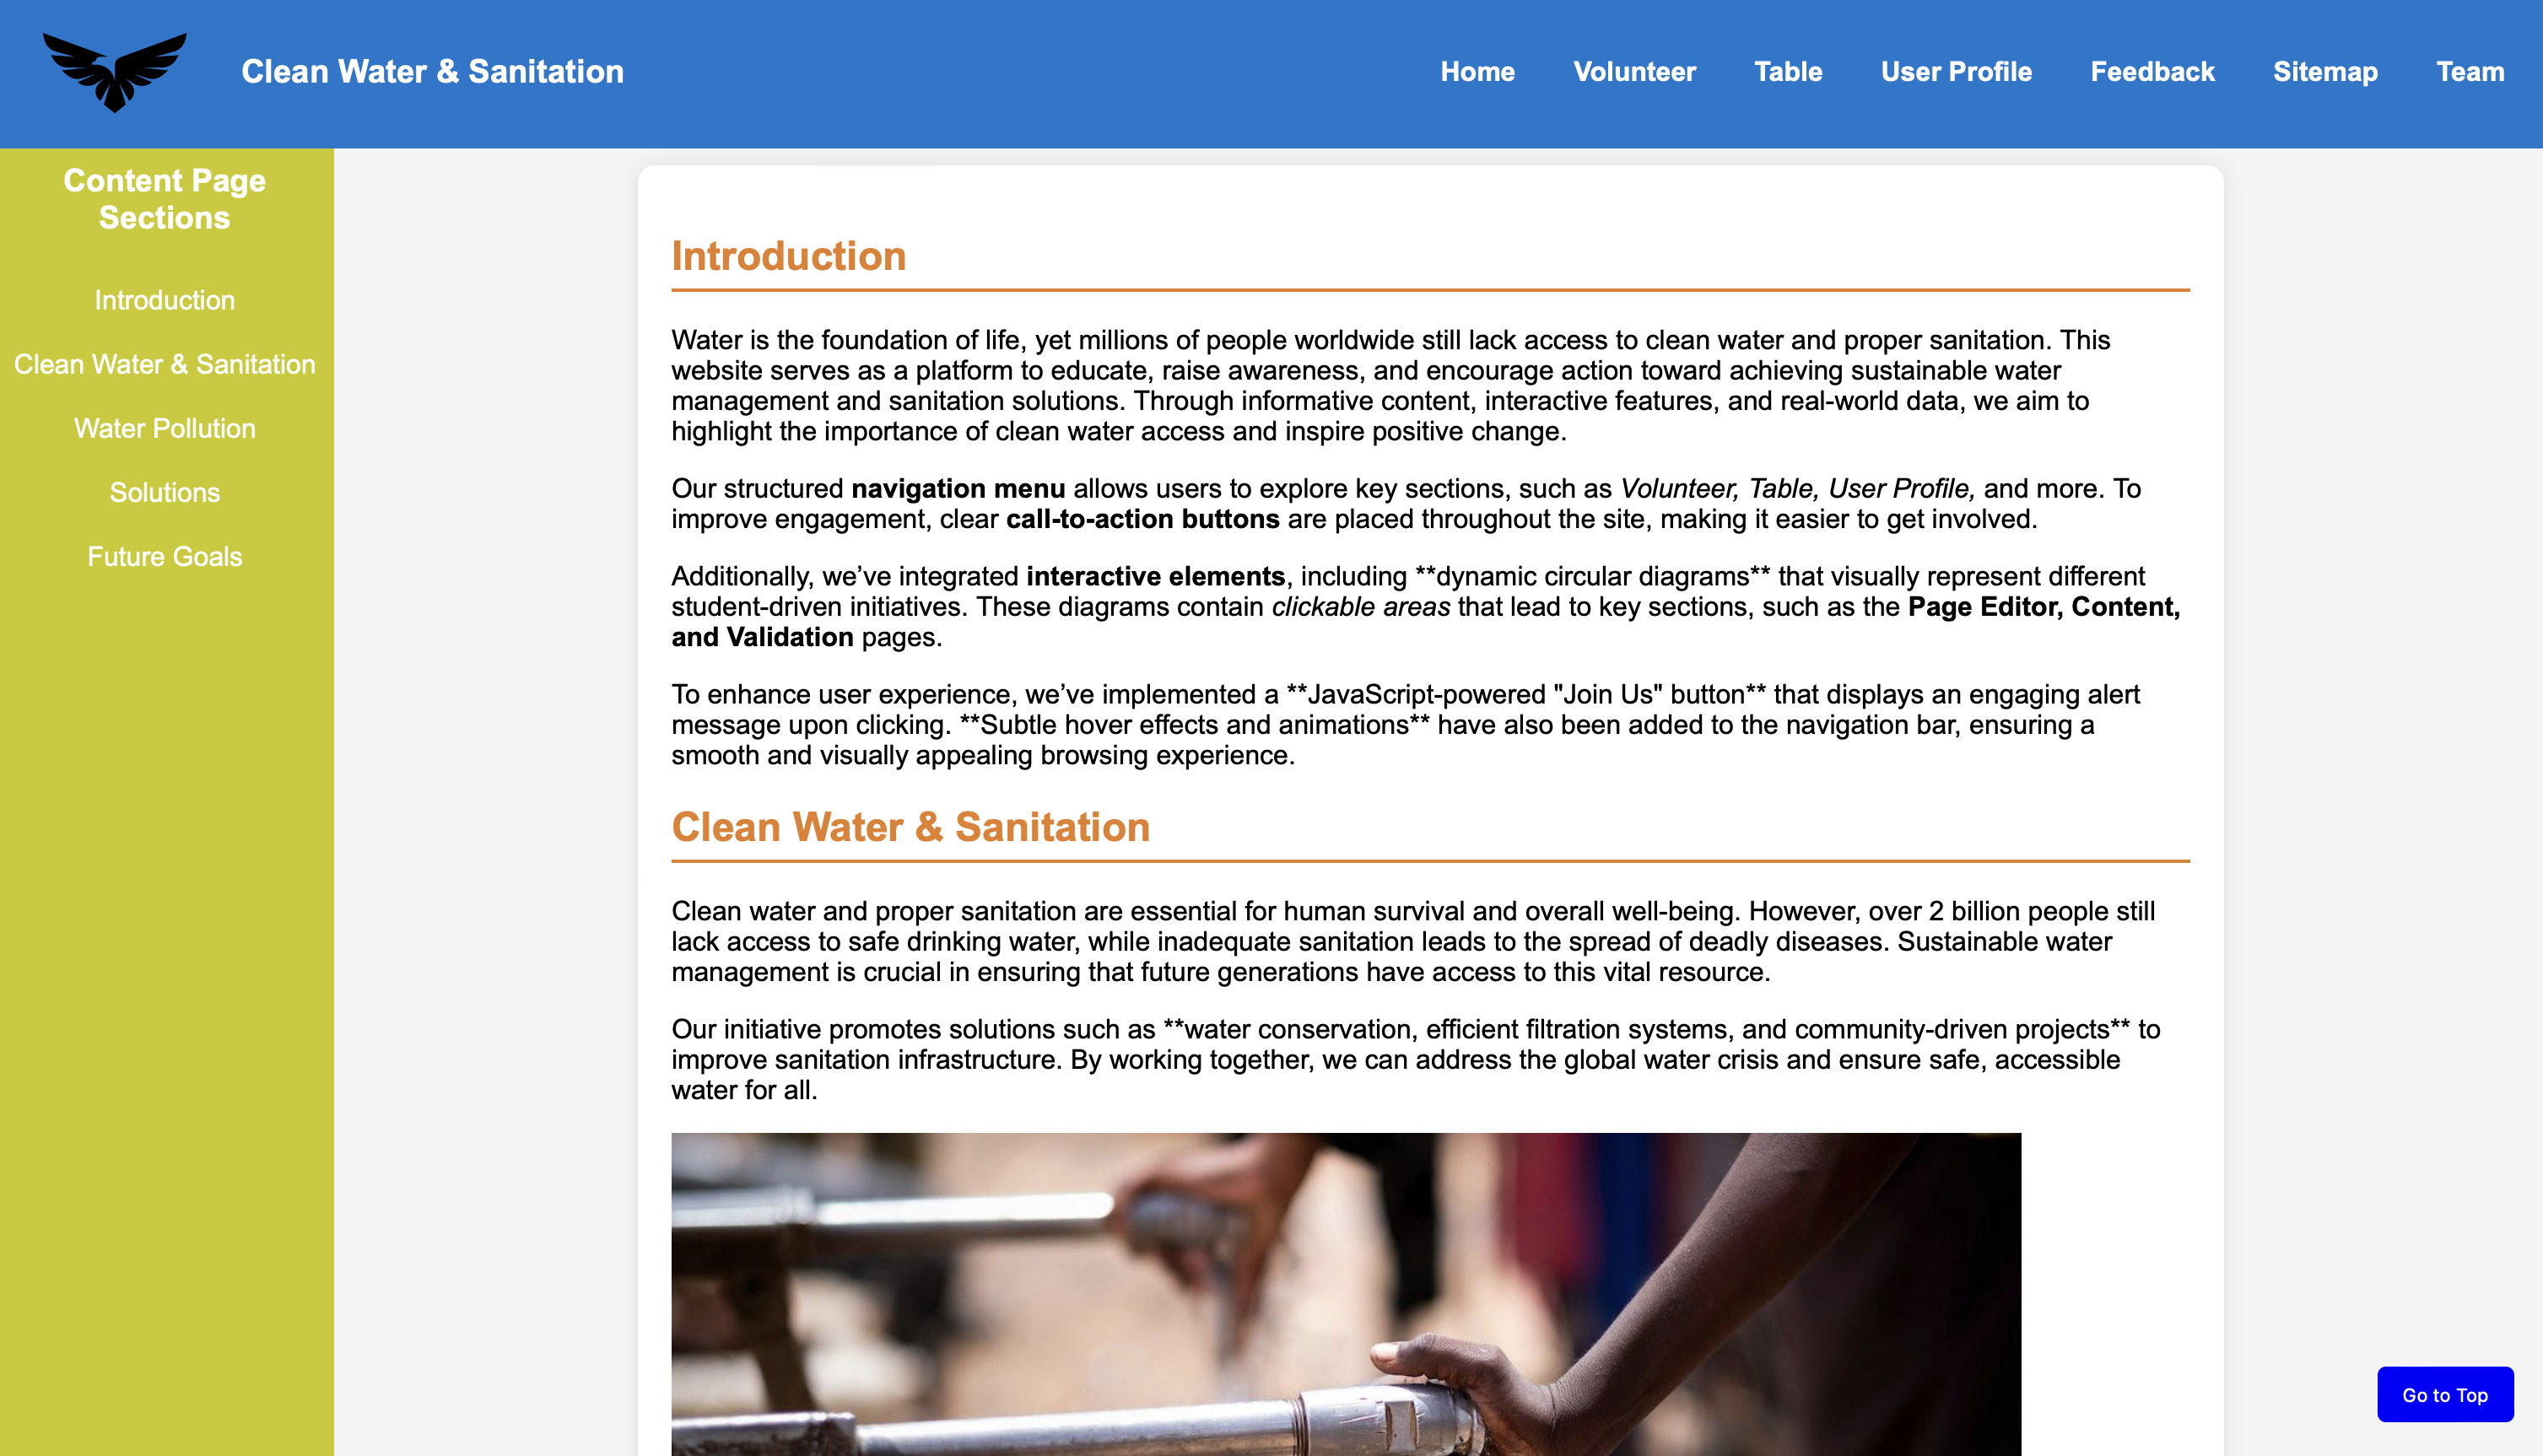 Clean Water & Sanitation
Home Volunteer Table User Profile Feedback Sitemap Team
Content Page
Sections
Introduction
Clean Water & Sanitation
Water Pollution
Solutions
Future Goals
Introduction
Water is the foundation of life, yet millions of people worldwide still lack access to clean water and proper sanitation. This
website serves as a platform to educate, raise awareness, and encourage action toward achieving sustainable water
management and sanitation solutions. Through informative content, interactive features, and real-world data, we aim to
highlight the importance of clean water access and inspire positive change.
Our structured navigation menu allows users to explore key sections, such as Volunteer, Table, User Profile, and more. To
improve engagement, clear call-to-action buttons are placed throughout the site, making it easier to get involved.
Additionally, we’ve integrated interactive elements, including **dynamic circular diagrams** that visually represent different
student-driven initiatives. These diagrams contain clickable areas that lead to key sections, such as the Page Editor, Content,
and Validation pages.
To enhance user experience, we’ve implemented a **JavaScript-powered "Join Us" button** that displays an engaging alert
message upon clicking. **Subtle hover effects and animations** have also been added to the navigation bar, ensuring a
smooth and visually appealing browsing experience.
Clean Water & Sanitation
Clean water and proper sanitation are essential for human survival and overall well-being. However, over 2 billion people still
lack access to safe drinking water, while inadequate sanitation leads to the spread of deadly diseases. Sustainable water
management is crucial in ensuring that future generations have access to this vital resource.
Our initiative promotes solutions such as **water conservation, efficient filtration systems, and community-driven projects** to
improve sanitation infrastructure. By working together, we can address the global water crisis and ensure safe, accessible
water for all.
Go to Top